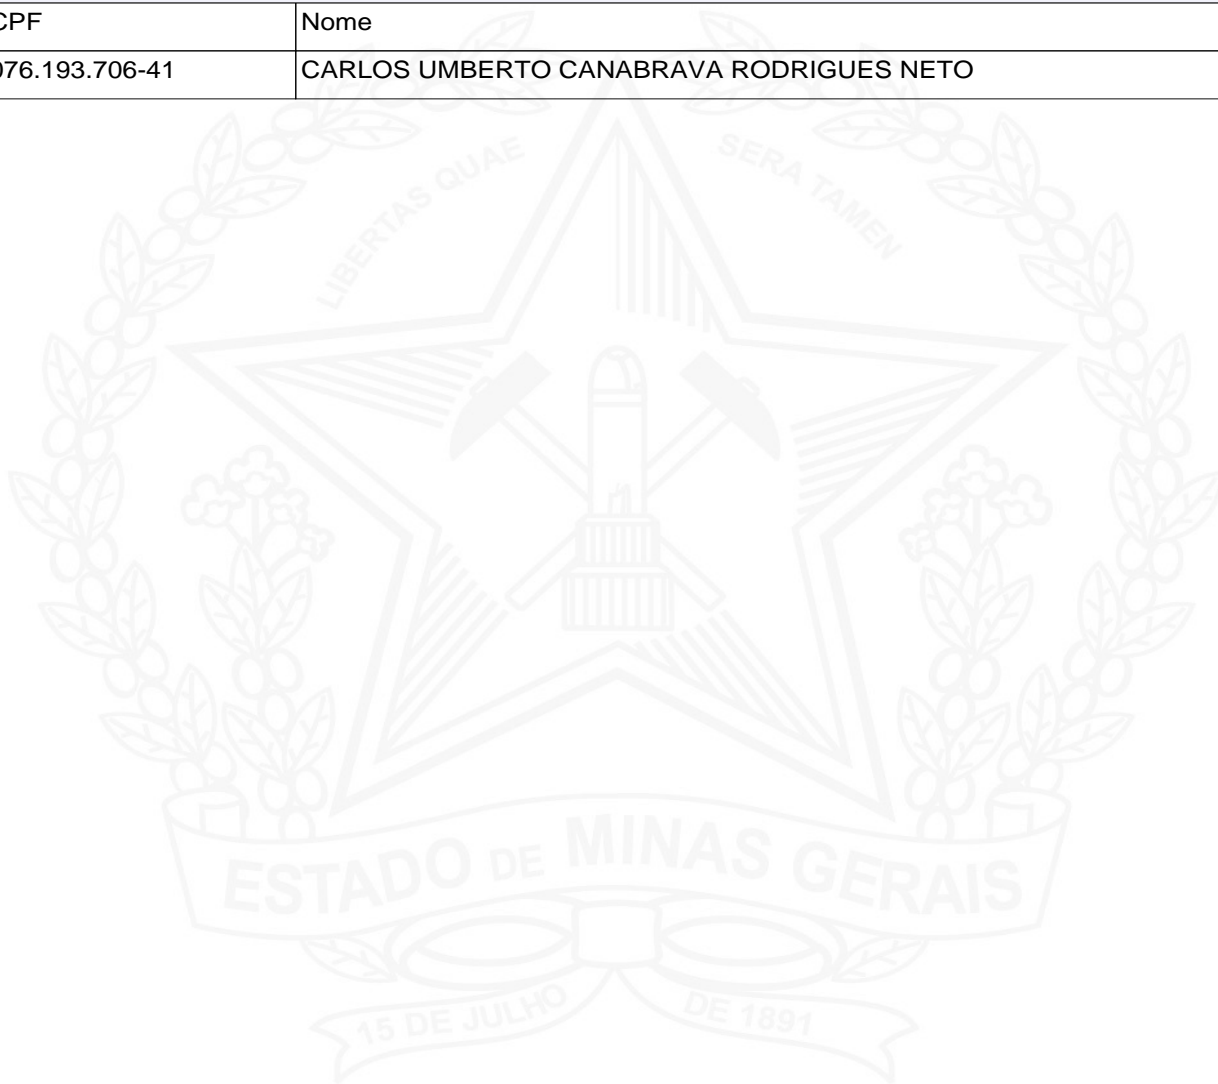 CPF Nome
076.193.706-41 CARLOS UMBERTO CANABRAVA RODRIGUES NETO
LIBERTAS QUAE SERA TAMEN
ESTADO DE MINAS GERAIS
15 DE JULHO DE 1891